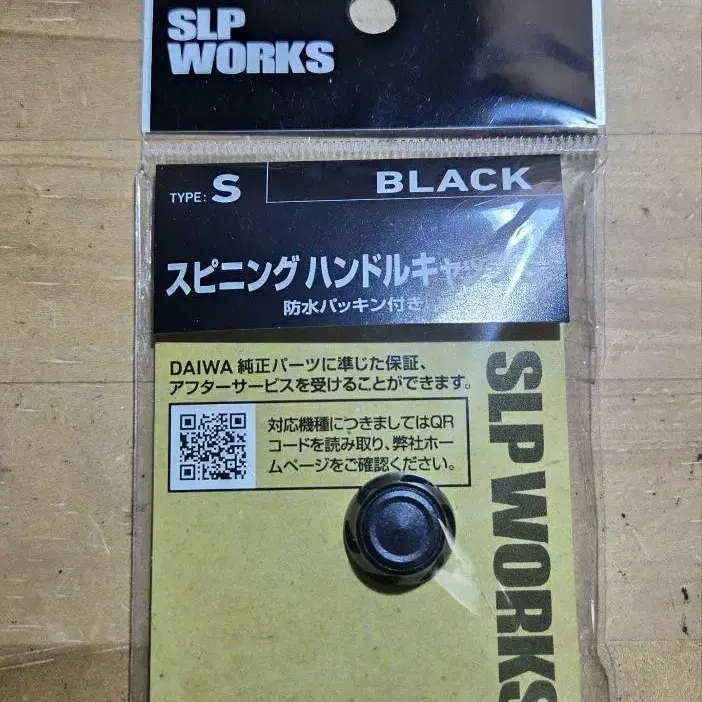 SLP
WORKS
TYPE: S
BLACK
スピニングハンドルキャップ
防水パッキン付き
DAIWA 純正パーツに準じた保証、
アフターサービスを受けることができます。
対応機種につきましてはQR
コードを読み取り、弊社ホー
ムページをご確認ください。
SLP WORKS